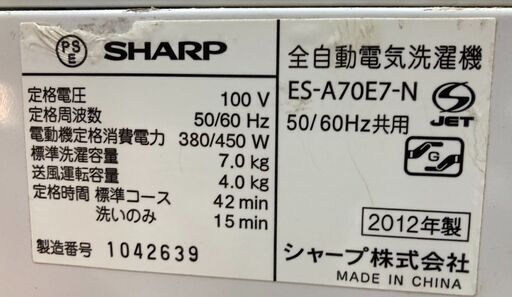 PS
E
SHARP
定格電圧 100 V
定格周波数 50/60 Hz
電動機定格消費電力 380/450 W
標準洗濯容量 7.0 kg
送風運転容量 4.0 kg
定格時間 標準コース 42 min
洗いのみ 15 min
製造番号 1042639
全自動電気洗濯機
ES-A70E7-N
50/60Hz共用
S
JET
G
2012年製
シャープ株式会社
MADE IN CHINA